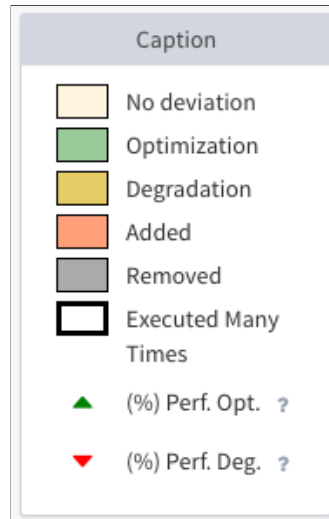 Caption
No deviation
Optimization
Degradation
Added
Removed
Executed Many
Times
(%) Perf. Opt. ?
(%) Perf. Deg. ?